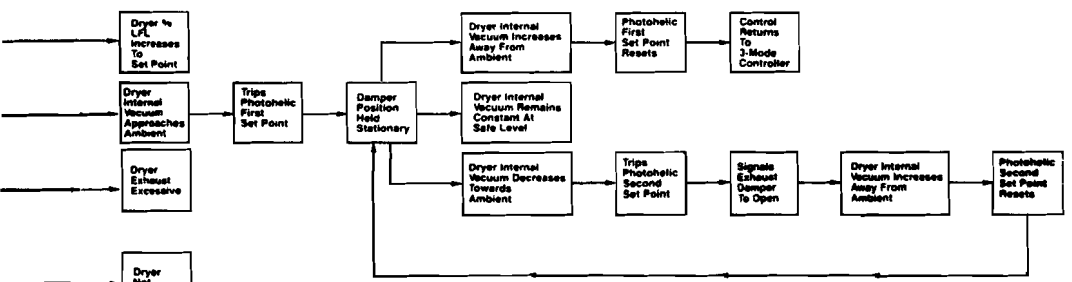 Dryer %
LFL
Increases
To
Set Point
Dryer Internal
Vacuum Increases
Away From
Ambient
Photohelic
First
Set Point
Resets
Control
Returns
To
3-Mode
Controller
Dryer
Internal
Vacuum
Approaches
Ambient
Trips
Photohelic
First
Set Point
Damper
Position
Held
Stationary
Dryer Internal
Vacuum Remains
Constant At
Safe Level
Dryer
Exhaust
Excessive
Dryer Internal
Vacuum Decreases
Towards
Ambient
Trips
Photohelic
Second
Set Point
Signals
Exhaust
Damper
To Open
Dryer Internal
Vacuum Increases
Away From
Ambient
Photohelic
Second
Set Point
Resets
Dryer
Not